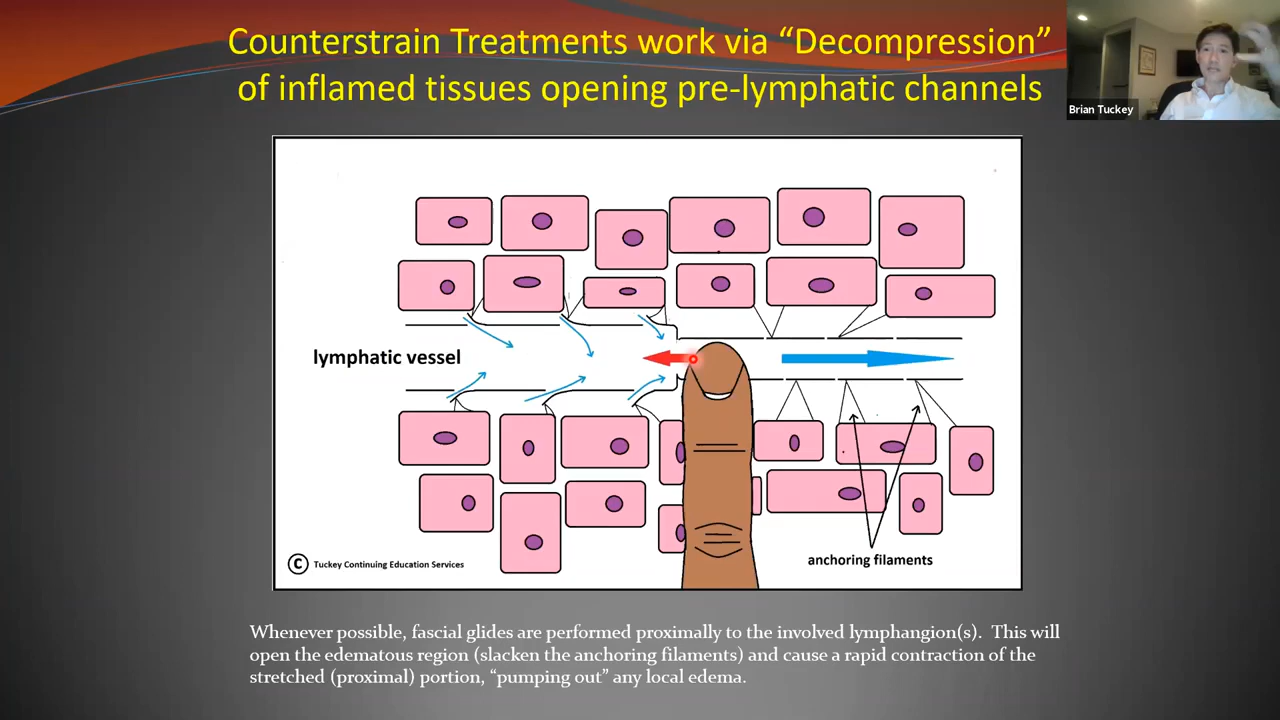 Counterstrain Treatments work via “Decompression”
of inflamed tissues opening pre-lymphatic channels
Brian Tuckey
lymphatic vessel
anchoring filaments
© Tuckey Continuing Education Services
Whenever possible, fascial glides are performed proximally to the involved lymphangion(s). This will
open the edematous region (slacken the anchoring filaments) and cause a rapid contraction of the
stretched (proximal) portion, “pumping out” any local edema.